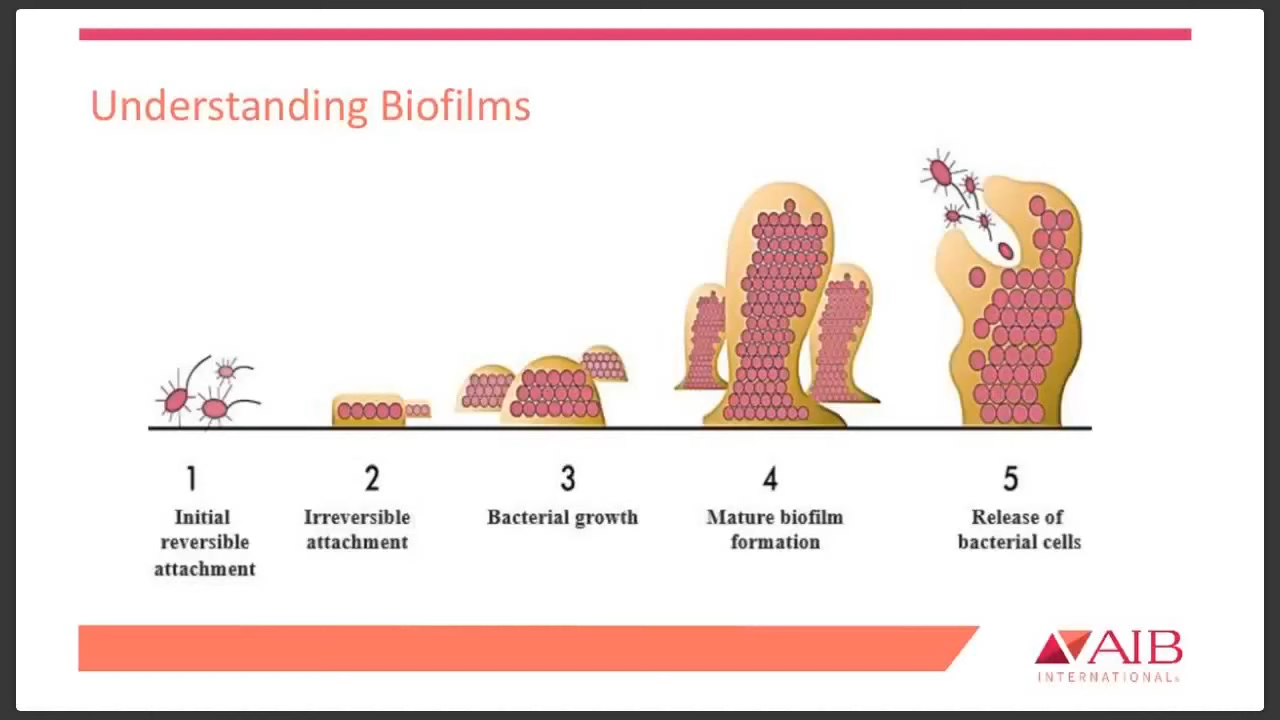 Understanding Biofilms
1
2
3
4
5
Initial
reversible
attachment
Irreversible
attachment
Bacterial growth
Mature biofilm
formation
Release of
bacterial cells
AIB
INTERNATIONAL